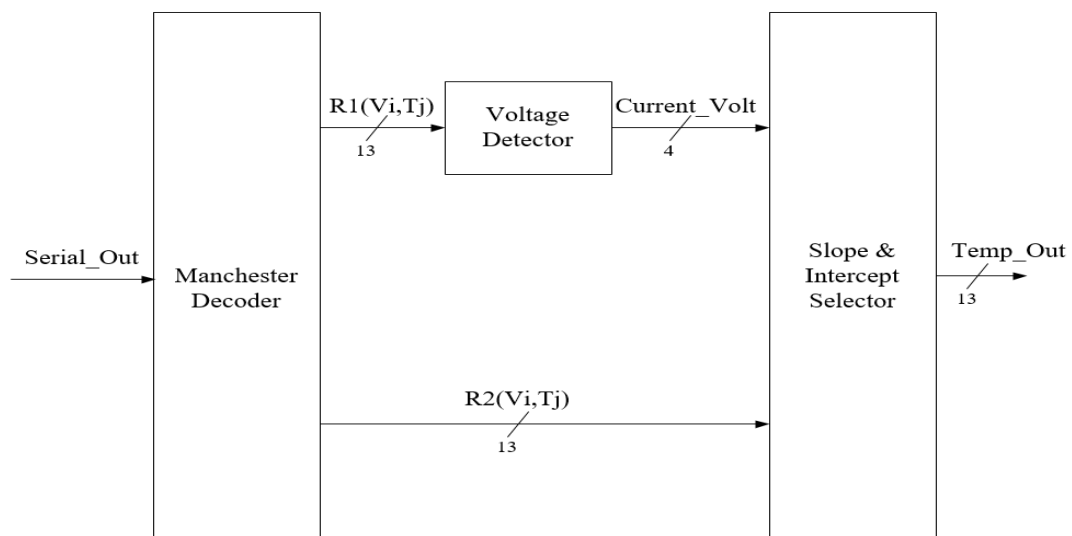 Serial_Out
Manchester
Decoder
R1(Vi,Tj)
13
Voltage
Detector
Current_Volt
4
R2(Vi,Tj)
13
Slope &
Intercept
Selector
Temp_Out
13